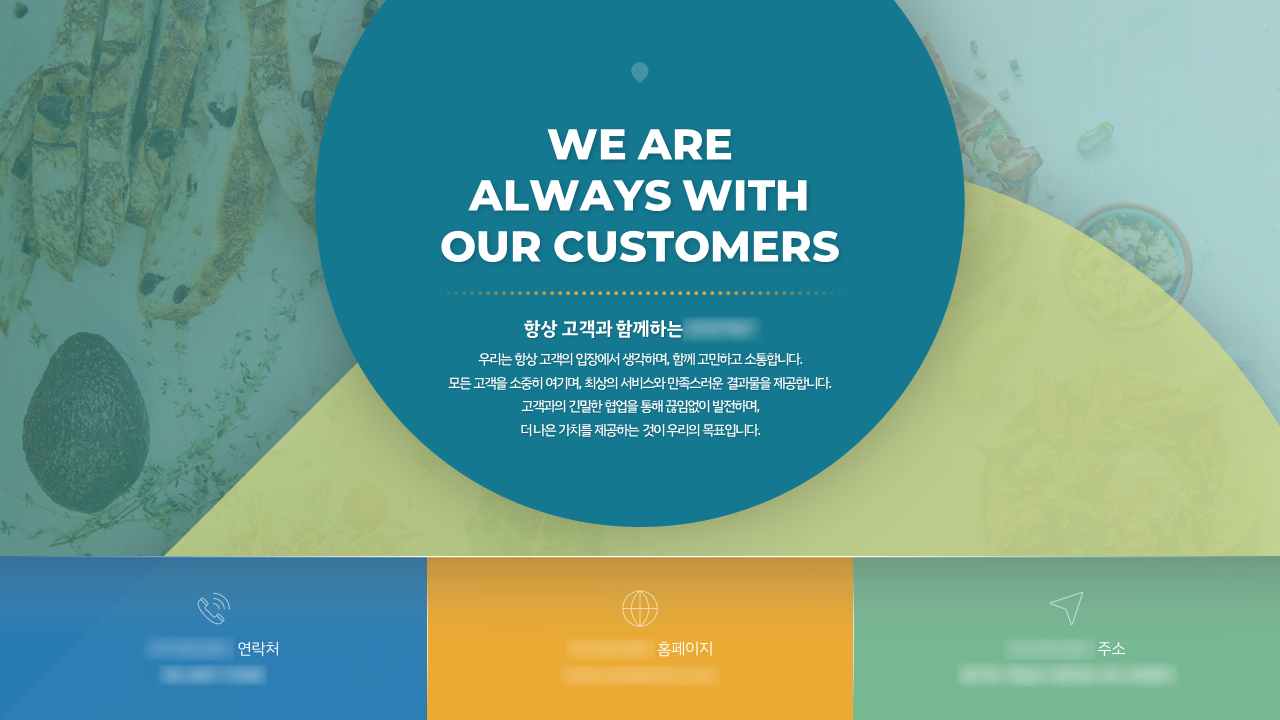 WE ARE
ALWAYS WITH
OUR CUSTOMERS
항상 고객과 함께하는
우리는 항상 고객의 입장에서 생각하며, 함께 고민하고 소통합니다.
모든 고객을 소중히 여기며, 최상의 서비스와 만족스러운 결과물을 제공합니다.
고객과의 긴밀한 협업을 통해 끊임없이 발전하며,
더 나은 가치를 제공하는 것이 우리의 목표입니다.
연락처
홈페이지
주소